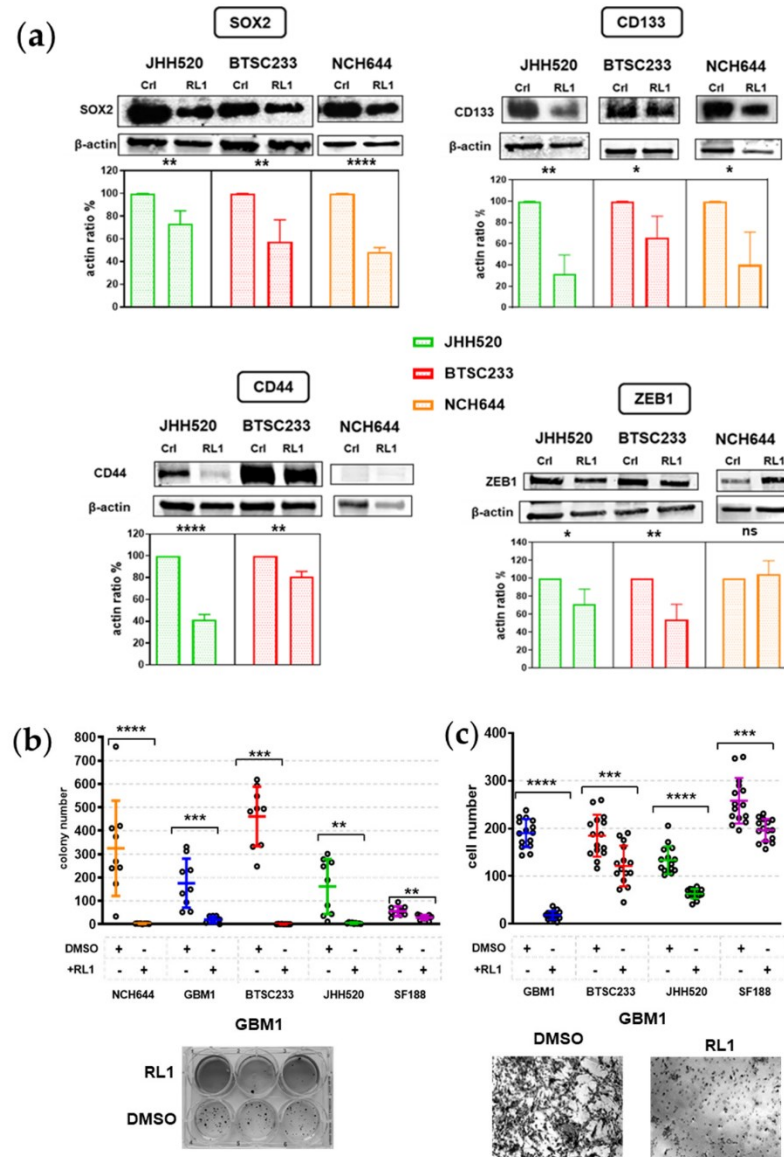 (a)
SOX2
JHH520 BTSC233 NCH644
Crl RL1 Crl RL1 Crl RL1
SOX2
β-actin
** ** ****
actin ratio %
120
100
80
60
40
20
0
CD133
JHH520 BTSC233 NCH644
Crl RL1 Crl RL1 Crl RL1
CD133
β-actin
** * *
actin ratio %
120
100
80
60
40
20
0
JHH520
BTSC233
NCH644
CD44
JHH520 BTSC233 NCH644
Crl RL1 Crl RL1 Crl RL1
CD44
β-actin
**** **
actin ratio %
120
100
80
60
40
20
0
ZEB1
JHH520 BTSC233 NCH644
Crl RL1 Crl RL1 Crl RL1
ZEB1
β-actin
* ** ns
actin ratio %
140
120
100
80
60
40
20
0
(b)
colony number
800
700
600
500
400
300
200
100
0
**** *** *** ** **
DMSO + - + - + - + - + -
+RL1 - + - + - + - + - +
NCH644 GBM1 BTSC233 JHH520 SF188
GBM1
RL1
DMSO
(c)
cell number
400
300
200
100
0
**** *** **** ***
DMSO + - + - + - + -
+RL1 - + - + - + - +
GBM1 BTSC233 JHH520 SF188
GBM1
DMSO RL1